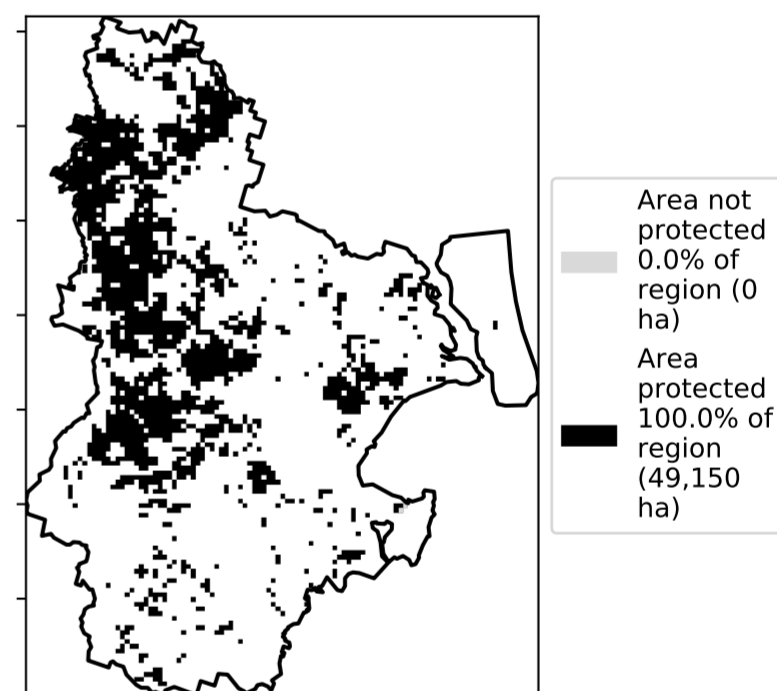 Area not
protected
0.0% of
region (0
ha)
Area
protected
100.0% of
region
(49,150
ha)